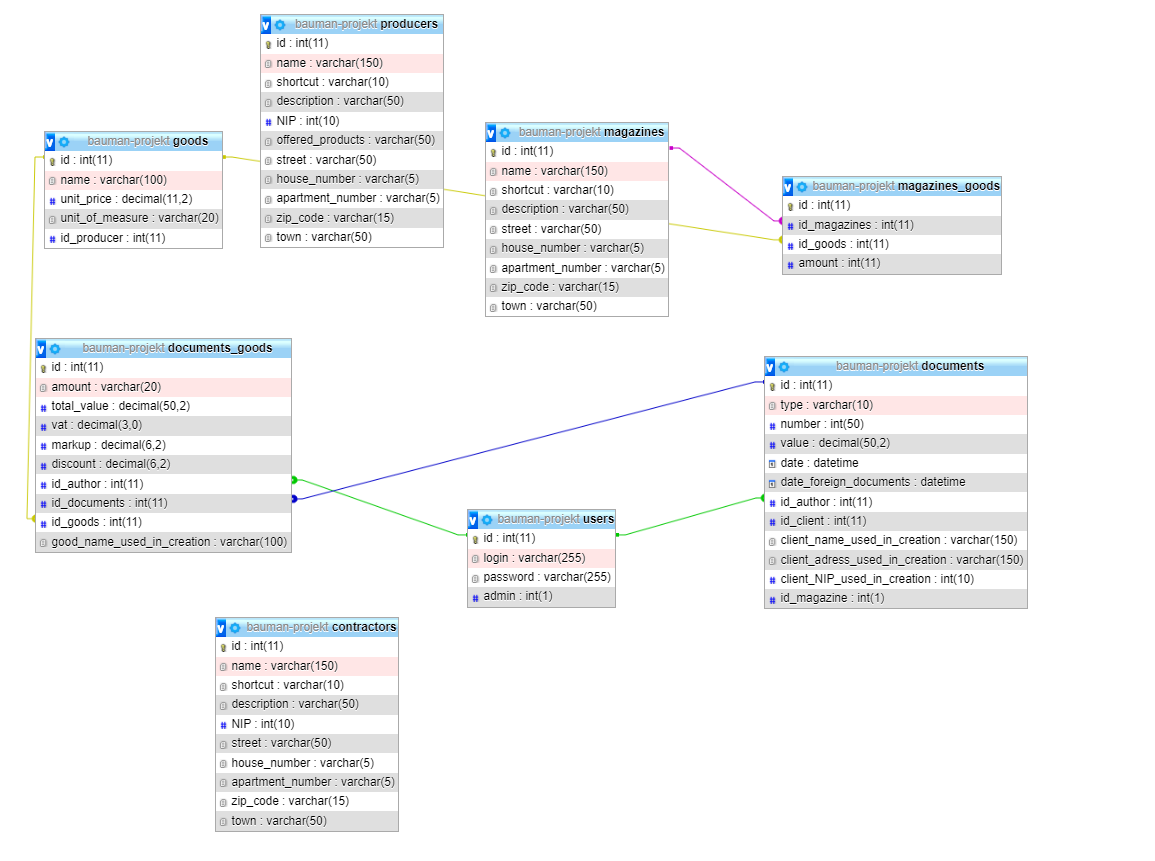 bauman-projekt producers
id : int(11)
name : varchar(150)
shortcut : varchar(10)
description : varchar(50)
NIP : int(10)
offered_products : varchar(50)
street : varchar(50)
house_number : varchar(5)
apartment_number : varchar(5)
zip_code : varchar(15)
town : varchar(50)
bauman-projekt goods
id : int(11)
name : varchar(100)
unit_price : decimal(11,2)
unit_of_measure : varchar(20)
id_producer : int(11)
bauman-projekt magazines
id : int(11)
name : varchar(150)
shortcut : varchar(10)
description : varchar(50)
street : varchar(50)
house_number : varchar(5)
apartment_number : varchar(5)
zip_code : varchar(15)
town : varchar(50)
bauman-projekt magazines_goods
id : int(11)
id_magazines : int(11)
id_goods : int(11)
amount : int(11)
bauman-projekt documents_goods
id : int(11)
amount : varchar(20)
total_value : decimal(50,2)
vat : decimal(3,0)
markup : decimal(6,2)
discount : decimal(6,2)
id_author : int(11)
id_documents : int(11)
id_goods : int(11)
good_name_used_in_creation : varchar(100)
bauman-projekt documents
id : int(11)
type : varchar(10)
number : int(50)
value : decimal(50,2)
date : datetime
date_foreign_documents : datetime
id_author : int(11)
id_client : int(11)
client_name_used_in_creation : varchar(150)
client_adress_used_in_creation : varchar(150)
client_NIP_used_in_creation : int(10)
id_magazine : int(1)
bauman-projekt users
id : int(11)
login : varchar(255)
password : varchar(255)
admin : int(1)
bauman-projekt contractors
id : int(11)
name : varchar(150)
shortcut : varchar(10)
description : varchar(50)
NIP : int(10)
street : varchar(50)
house_number : varchar(5)
apartment_number : varchar(5)
zip_code : varchar(15)
town : varchar(50)